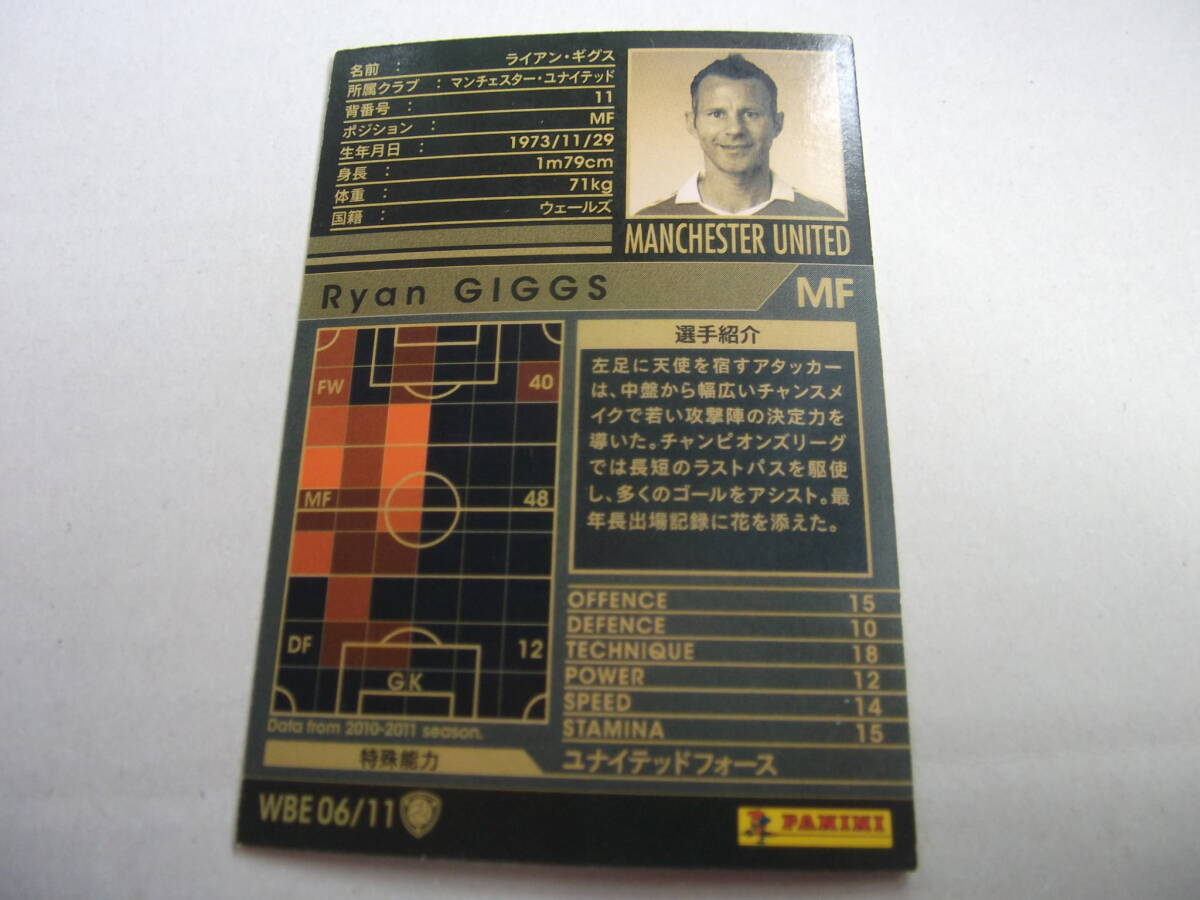 名前 : ライアン・ギグス
所属クラブ : マンチェスター・ユナイテッド
背番号 : 11
ポジション : MF
生年月日 : 1973/11/29
身長 : 1m79cm
体重 : 71kg
国籍 : ウェールズ
MANCHESTER UNITED
Ryan GIGGS
MF
FW 40
MF 48
DF 12
GK
Data from 2010-2011 season.
選手紹介
左足に天使を宿すアタッカー
は、中盤から幅広いチャンスメ
イクで若い攻撃陣の決定力を
導いた。チャンピオンズリーグ
では長短のラストパスを駆使
し、多くのゴールをアシスト。最
年長出場記録に花を添えた。
OFFENCE 15
DEFENCE 10
TECHNIQUE 18
POWER 12
SPEED 14
STAMINA 15
特殊能力 ユナイテッドフォース
WBE 06/11
PANINI